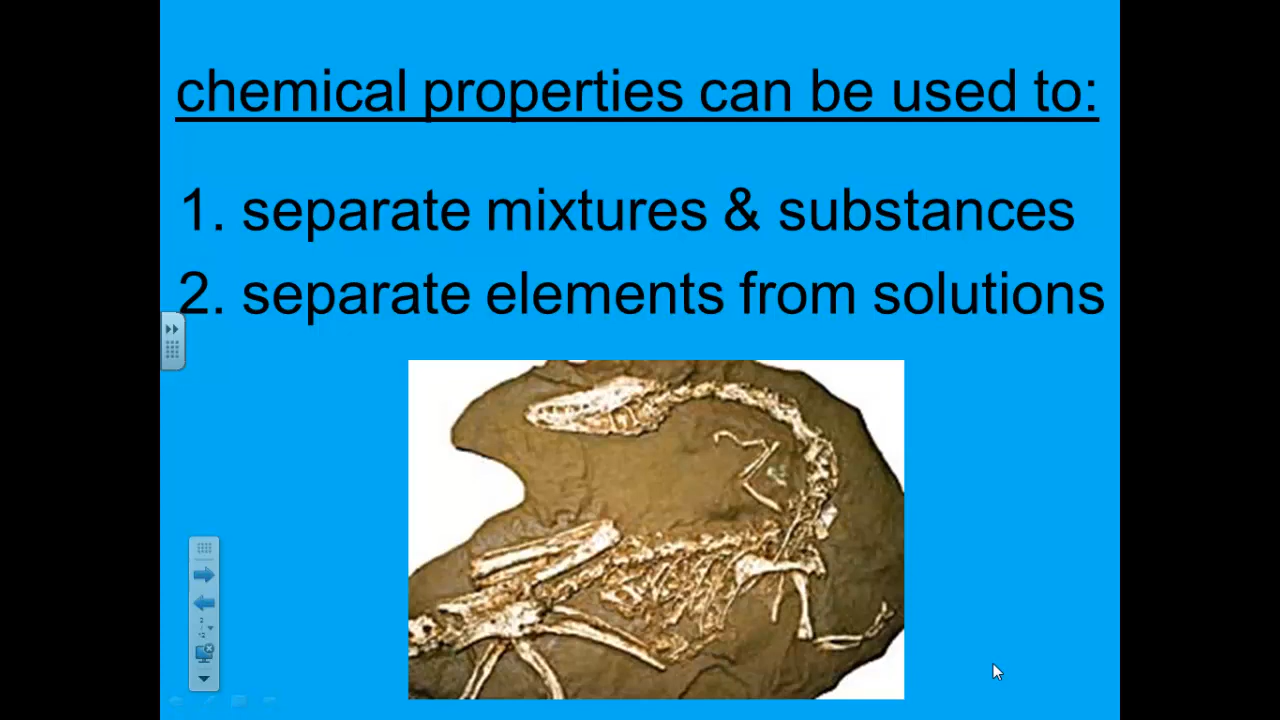 chemical properties can be used to:
1. separate mixtures & substances
2. separate elements from solutions